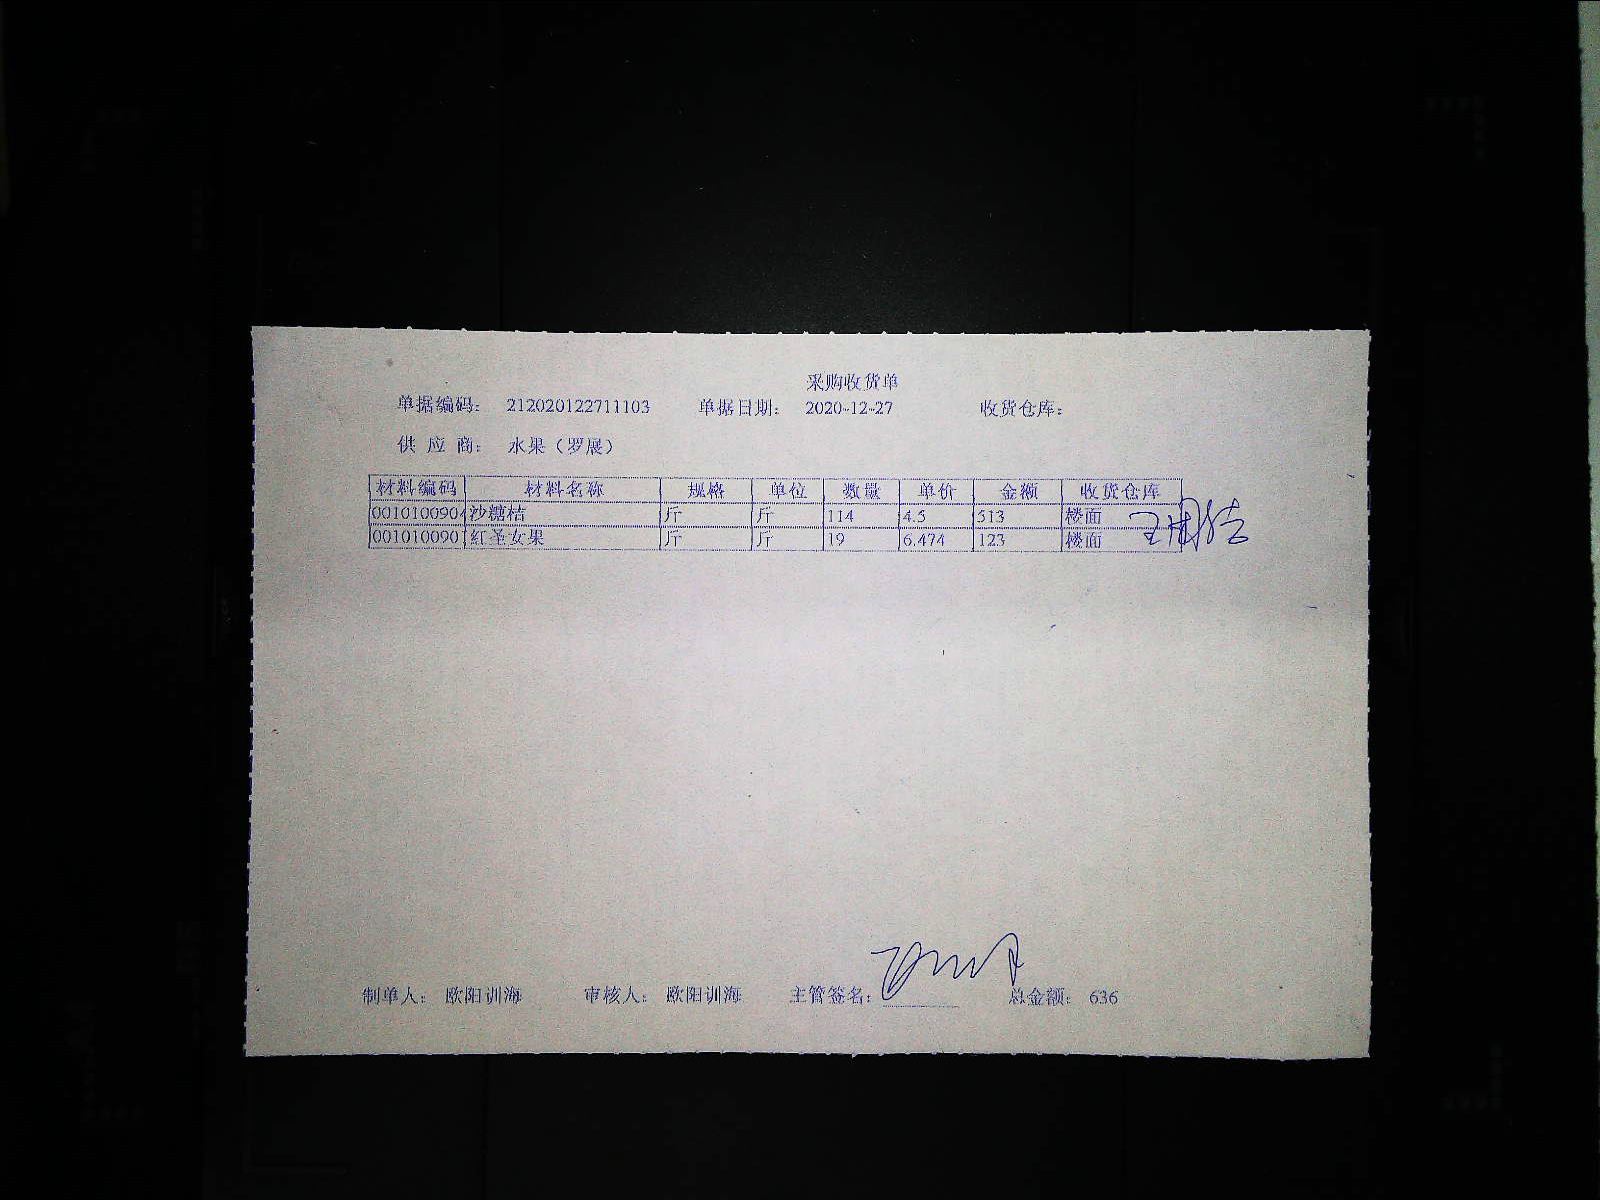 采购收货单
单据编码： 212020122711103 单据日期： 2020-12-27 收货仓库：
供 应 商： 水果（罗展）
材料编码 材料名称 规格 单位 数量 单价 金额 收货仓库
0010100904 沙糖桔 斤 斤 114 4.5 513 楼面
001010090 红圣女果 斤 斤 19 6.474 123 楼面
制单人： 欧阳训海 审核人： 欧阳训海 主管签名： 总金额： 636